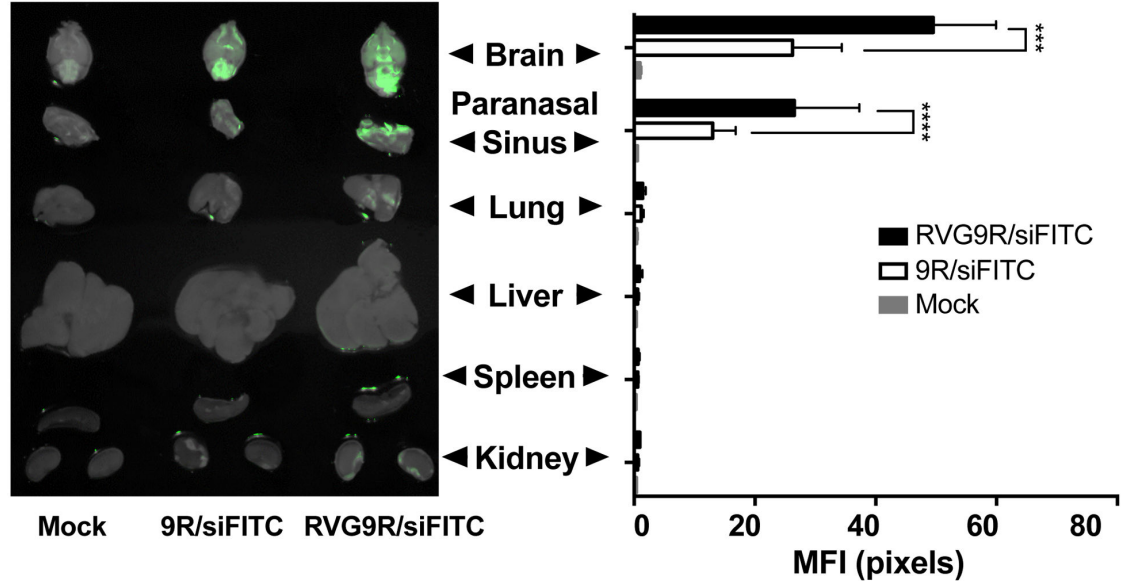 Brain
Paranasal
Sinus
Lung
Liver
Spleen
Kidney
Mock 9R/siFITC RVG9R/siFITC
****
****
RVG9R/siFITC
9R/siFITC
Mock
0 20 40 60 80
MFI (pixels)